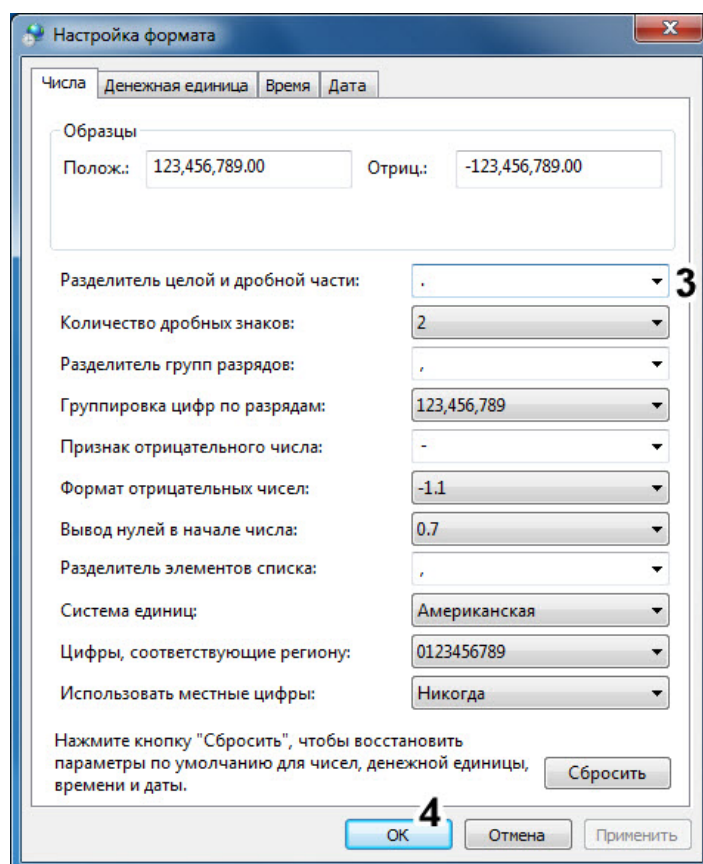 Настройка формата
Числа Денежная единица Время Дата
Образцы
Полож.: 123,456,789.00 Отриц.: -123,456,789.00
Разделитель целой и дробной части: . 3
Количество дробных знаков: 2
Разделитель групп разрядов: ,
Группировка цифр по разрядам: 123,456,789
Признак отрицательного числа: -
Формат отрицательных чисел: -1.1
Вывод нулей в начале числа: 0.7
Разделитель элементов списка: ,
Система единиц: Американская
Цифры, соответствующие региону: 0123456789
Использовать местные цифры: Никогда
Нажмите кнопку "Сбросить", чтобы восстановить
параметры по умолчанию для чисел, денежной единицы,
времени и даты.
Сбросить
4
ОК Отмена Применить